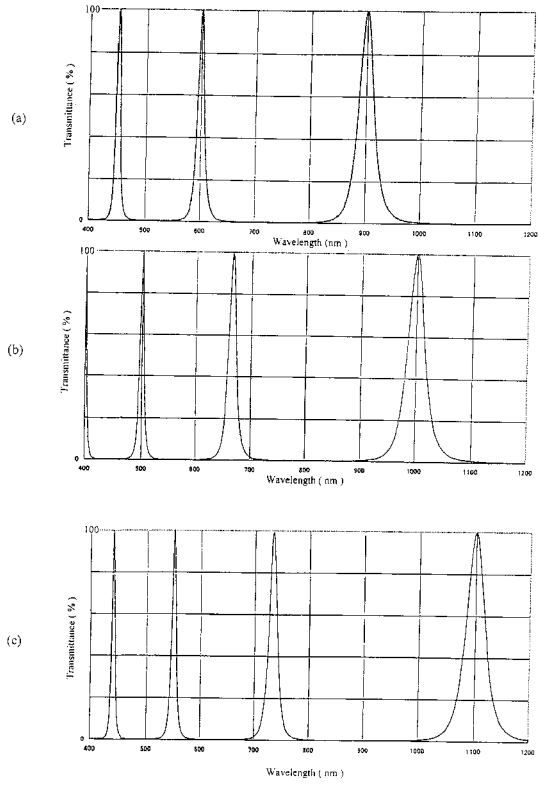 (a)
100
Transmittance ( % )
0
400 500 600 700 800 900 1000 1100 1200
Wavelength (nm )
(b)
100
Transmittance ( % )
0
400 500 600 700 800 900 1000 1100 1200
Wavelength ( nm )
(c)
100
Transmittance ( % )
0
400 500 600 700 800 900 1000 1100 1200
Wavelength ( nm )